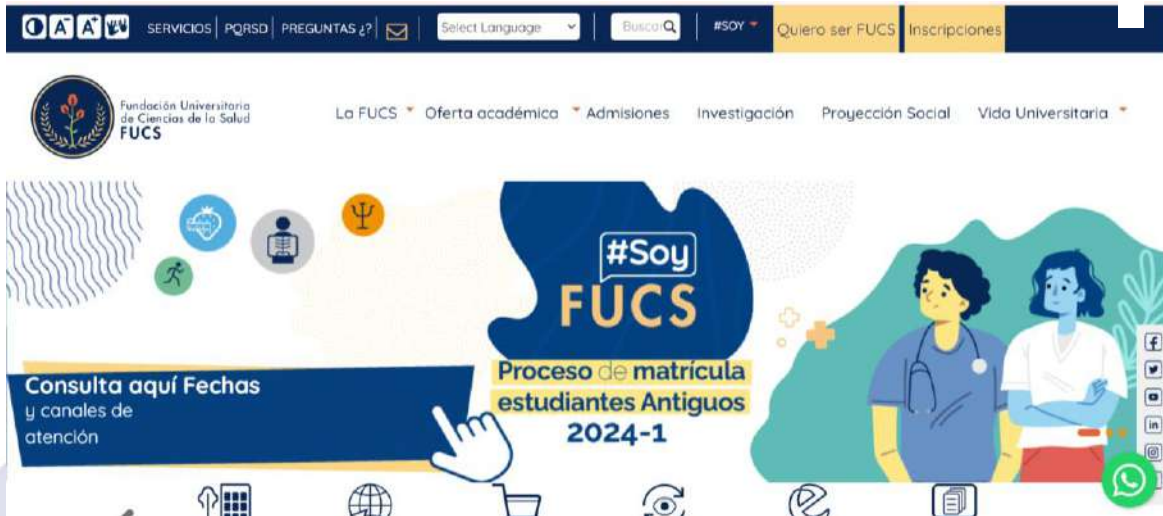 A- A+ SERVICIOS PQRSD PREGUNTAS ¿? Select Language Buscar #SOY Quiero ser FUCS Inscripciones
Fundación Universitaria
de Ciencias de la Salud
FUCS
La FUCS Oferta académica Admisiones Investigación Proyección Social Vida Universitaria
#Soy
FUCS
Proceso de matrícula
estudiantes Antiguos
2024-1
Consulta aquí Fechas
y canales de
atención